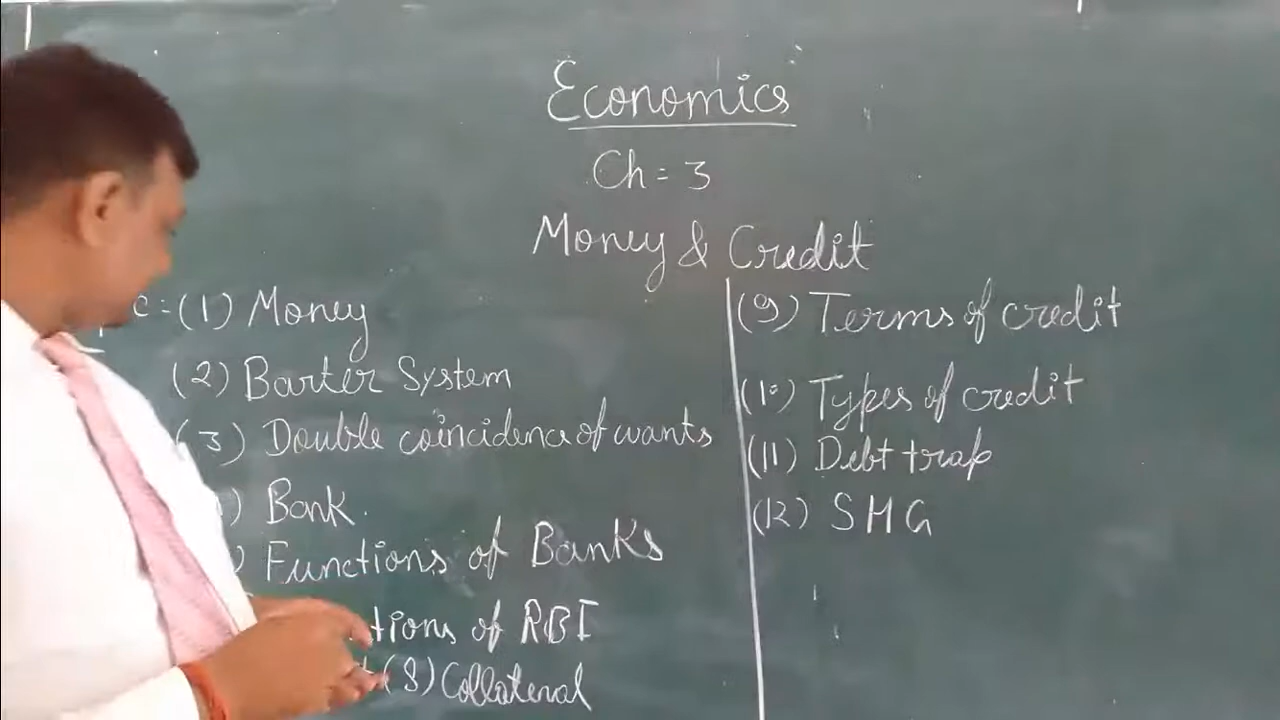 Economics
Ch = 3
Money & Credit
c = (1) Money
(2) Barter System
(3) Double coincidence of wants
) Bank.
) Functions of Banks
tions of RBI
t (8) Collateral
(9) Terms of credit
(10) Types of credit
(11) Debt trap
(12) SHG